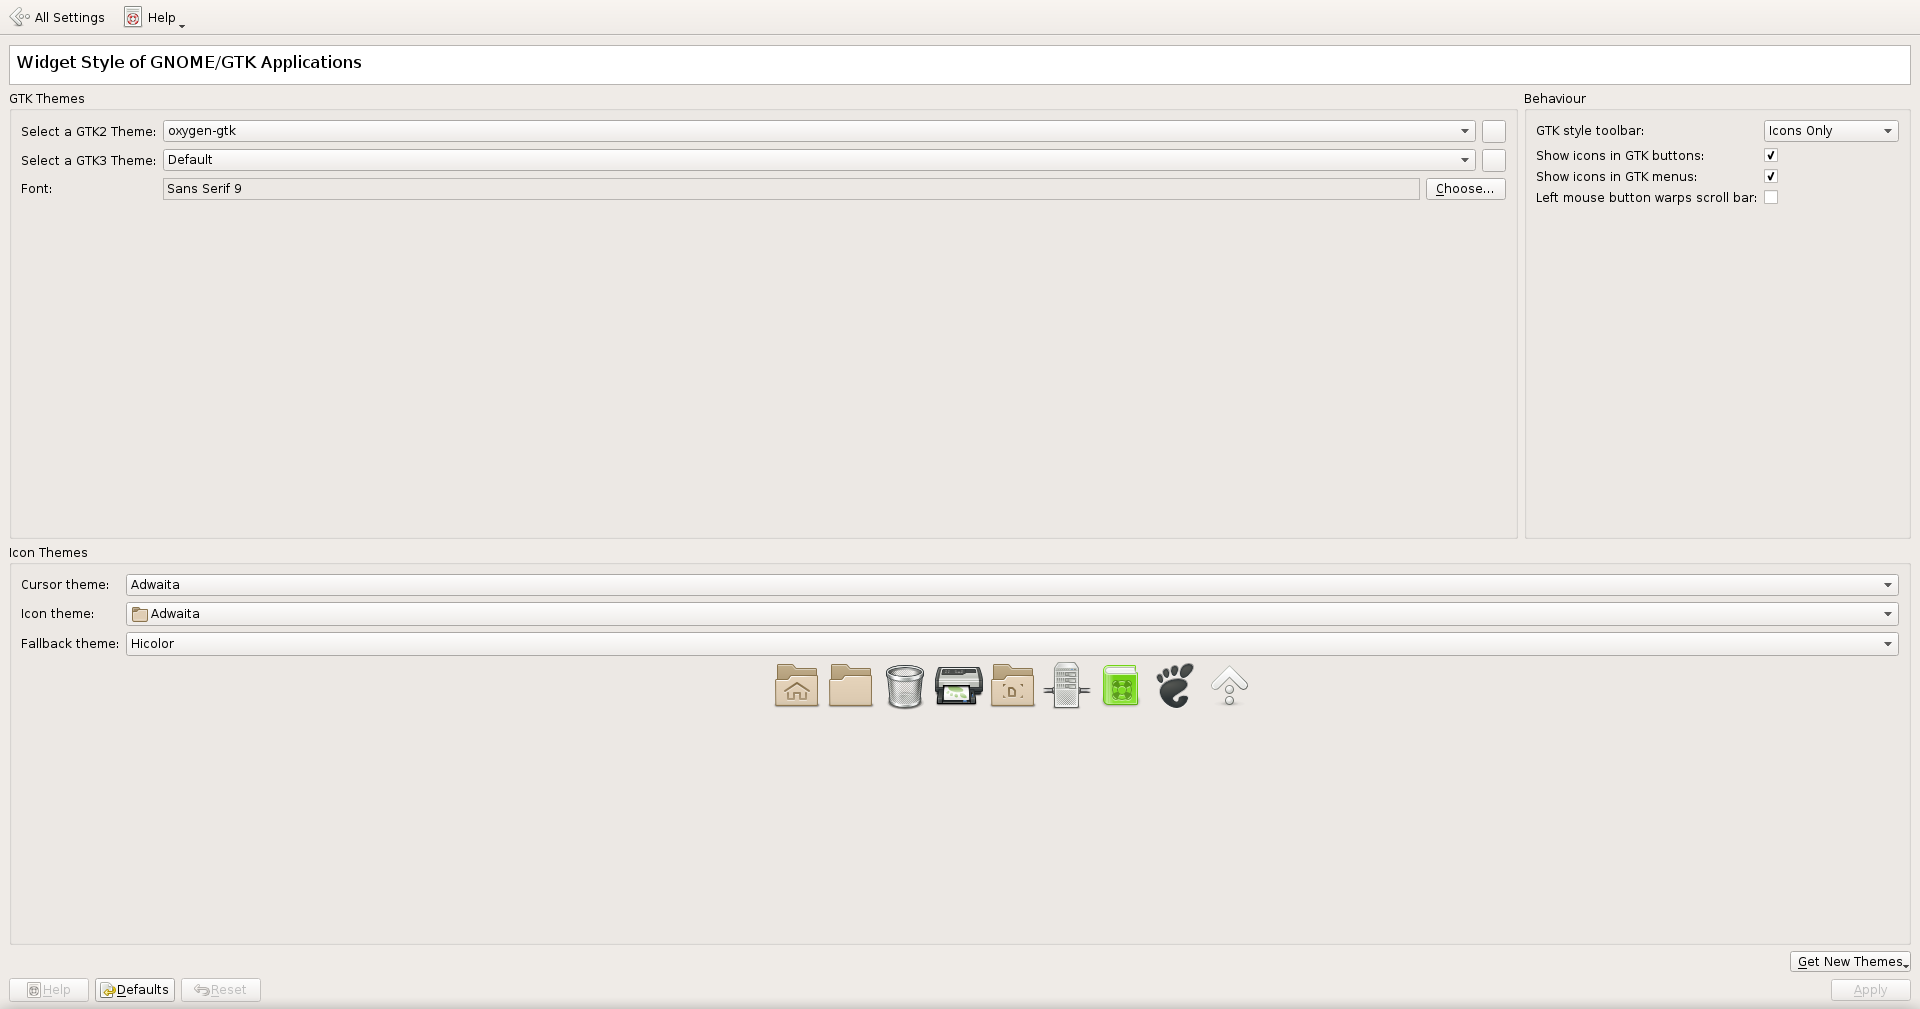 All Settings Help
Widget Style of GNOME/GTK Applications
GTK Themes
Select a GTK2 Theme: oxygen-gtk
Select a GTK3 Theme: Default
Font: Sans Serif 9 Choose...
Behaviour
GTK style toolbar: Icons Only
Show icons in GTK buttons:
Show icons in GTK menus:
Left mouse button warps scroll bar:
Icon Themes
Cursor theme: Adwaita
Icon theme: Adwaita
Fallback theme: Hicolor
D
Get New Themes
Help Defaults Reset Apply